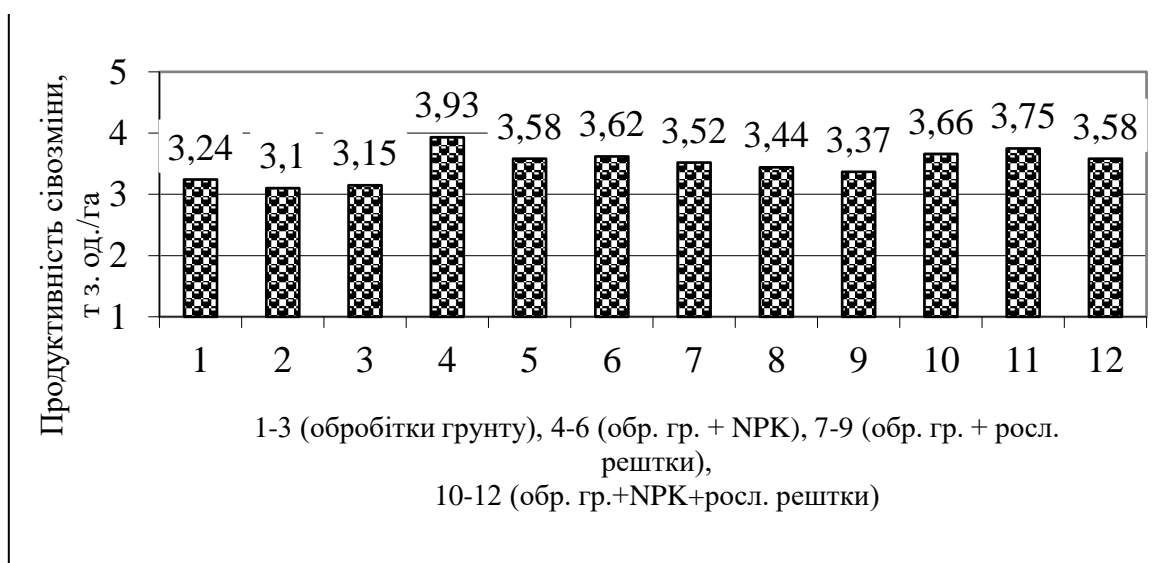 Продуктивність сівозміни,
т з. од./га
5
4
3
2
1
3,24
3,1
3,15
3,93
3,58
3,62
3,52
3,44
3,37
3,66
3,75
3,58
1 2 3 4 5 6 7 8 9 10 11 12
1-3 (обробітки грунту), 4-6 (обр. гр. + NPK), 7-9 (обр. гр. + росл.
рештки),
10-12 (обр. гр.+NPK+росл. рештки)